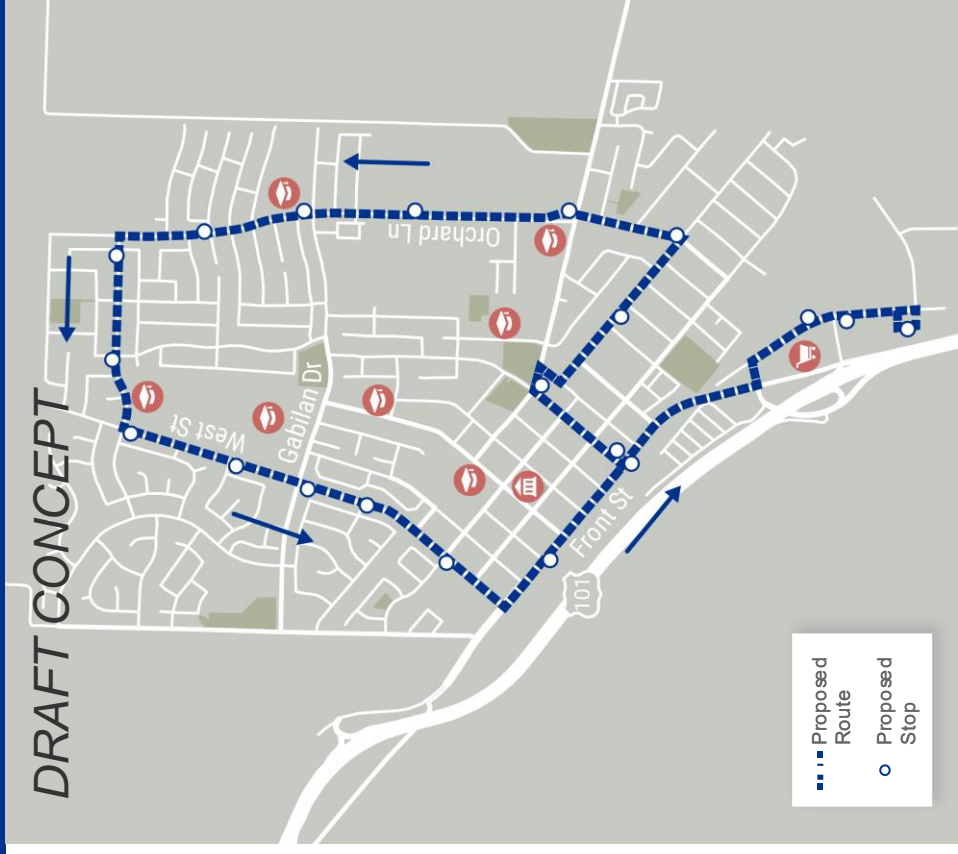 DRAFT CONCEPT
West St
Gabilan Dr
Orchard Ln
Front St
101
Proposed
Route
Proposed
Stop